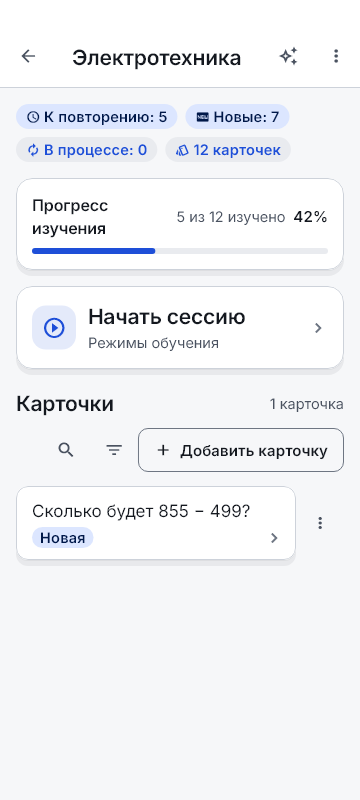 Электротехника
К повторению: 5
Новые: 7
В процессе: 0
12 карточек
Прогресс
изучения
5 из 12 изучено 42%
Начать сессию
Режимы обучения
Карточки
1 карточка
Добавить карточку
Сколько будет 855 − 499?
Новая